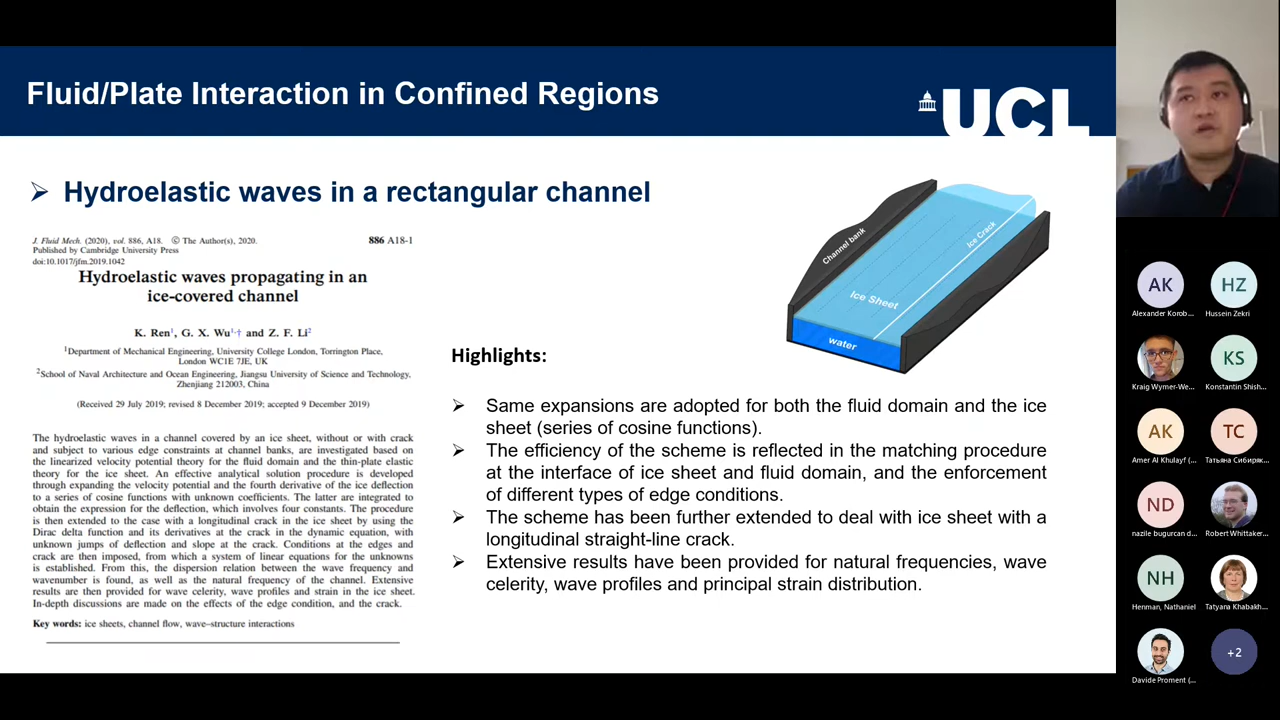 Fluid/Plate Interaction in Confined Regions
UCL
Hydroelastic waves in a rectangular channel
J. Fluid Mech. (2020), vol. 886, A18. © The Author(s), 2020.
Published by Cambridge University Press
doi:10.1017/jfm.2019.1042
886 A18-1
Hydroelastic waves propagating in an
ice-covered channel
K. Ren1, G. X. Wu1,† and Z. F. Li2
1Department of Mechanical Engineering, University College London, Torrington Place,
London WC1E 7JE, UK
2School of Naval Architecture and Ocean Engineering, Jiangsu University of Science and Technology,
Zhenjiang 212003, China
(Received 29 July 2019; revised 8 December 2019; accepted 9 December 2019)
The hydroelastic waves in a channel covered by an ice sheet, without or with crack
and subject to various edge constraints at channel banks, are investigated based on
the linearized velocity potential theory for the fluid domain and the thin-plate elastic
theory for the ice sheet. An effective analytical solution procedure is developed
through expanding the velocity potential and the fourth derivative of the ice deflection
to a series of cosine functions with unknown coefficients. The latter are integrated to
obtain the expression for the deflection, which involves four constants. The procedure
is then extended to the case with a longitudinal crack in the ice sheet by using the
Dirac delta function and its derivatives at the crack in the dynamic equation, with
unknown jumps of deflection and slope at the crack. Conditions at the edges and
crack are then imposed, from which a system of linear equations for the unknowns
is established. From this, the dispersion relation between the wave frequency and
wavenumber is found, as well as the natural frequency of the channel. Extensive
results are then provided for wave celerity, wave profiles and strain in the ice sheet.
In-depth discussions are made on the effects of the edge condition, and the crack.
Key words: ice sheets, channel flow, wave–structure interactions
Channel bank
Ice Crack
Ice Sheet
water
Highlights:
Same expansions are adopted for both the fluid domain and the ice
sheet (series of cosine functions).
The efficiency of the scheme is reflected in the matching procedure
at the interface of ice sheet and fluid domain, and the enforcement
of different types of edge conditions.
The scheme has been further extended to deal with ice sheet with a
longitudinal straight-line crack.
Extensive results have been provided for natural frequencies, wave
celerity, wave profiles and principal strain distribution.
AK
HZ
Alexander Korob...
Hussein Zekri
KS
Kraig Wymer-We...
Konstantin Shish...
AK
TC
Amer Al Khulayf (...
Татьяна Сибиряк...
ND
nazile bugurcan d...
Robert Whittaker...
NH
Henman, Nathaniel
Tatyana Khabakh...
+2
Davide Proment (...